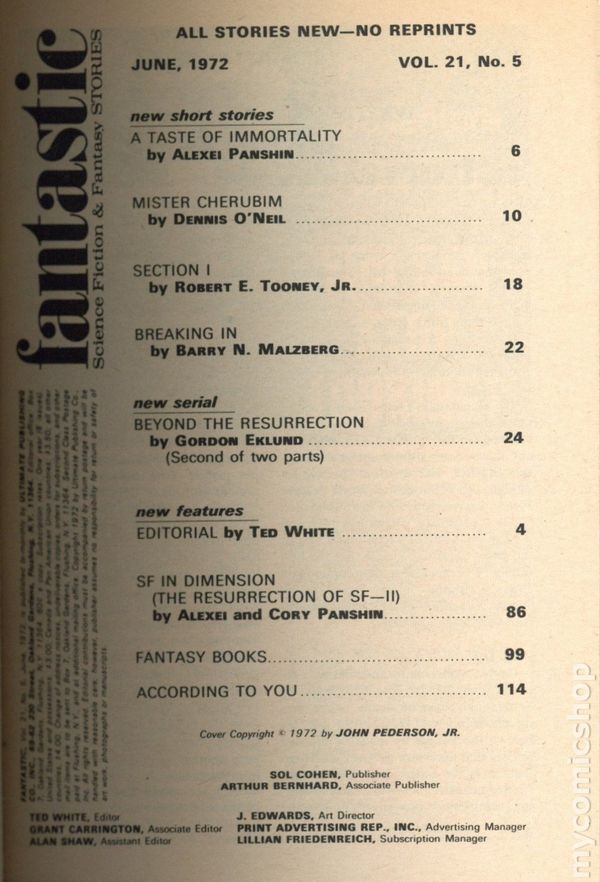 ALL STORIES NEW—NO REPRINTS
JUNE, 1972 VOL. 21, No. 5
fantastic
Science Fiction & Fantasy STORIES
new short stories
A TASTE OF IMMORTALITY
by ALEXEI PANSHIN 6
MISTER CHERUBIM
by DENNIS O'NEIL 10
SECTION I
by ROBERT E. TOONEY, JR. 18
BREAKING IN
by BARRY N. MALZBERG 22
new serial
BEYOND THE RESURRECTION
by GORDON EKLUND 24
(Second of two parts)
new features
EDITORIAL by TED WHITE 4
SF IN DIMENSION
(THE RESURRECTION OF SF—II)
by ALEXEI and CORY PANSHIN 86
FANTASY BOOKS 99
ACCORDING TO YOU 114
Cover Copyright © 1972 by JOHN PEDERSON, JR.
SOL COHEN, Publisher
ARTHUR BERNHARD, Associate Publisher
TED WHITE, Editor
GRANT CARRINGTON, Associate Editor
ALAN SHAW, Assistant Editor
J. EDWARDS, Art Director
PRINT ADVERTISING REP., INC., Advertising Manager
LILLIAN FRIEDENREICH, Subscription Manager
mycomicshop